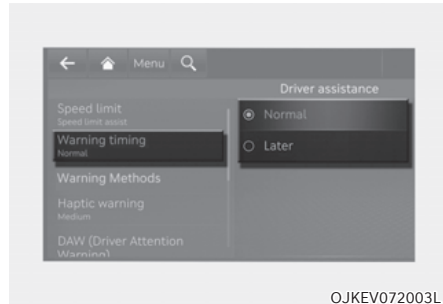 Menu
Driver assistance
Speed limit
Speed limit assist
Normal
Warning timing
Normal
Later
Warning Methods
Haptic warning
Medium
DAW (Driver Attention
Warning)
OJKEV072003L